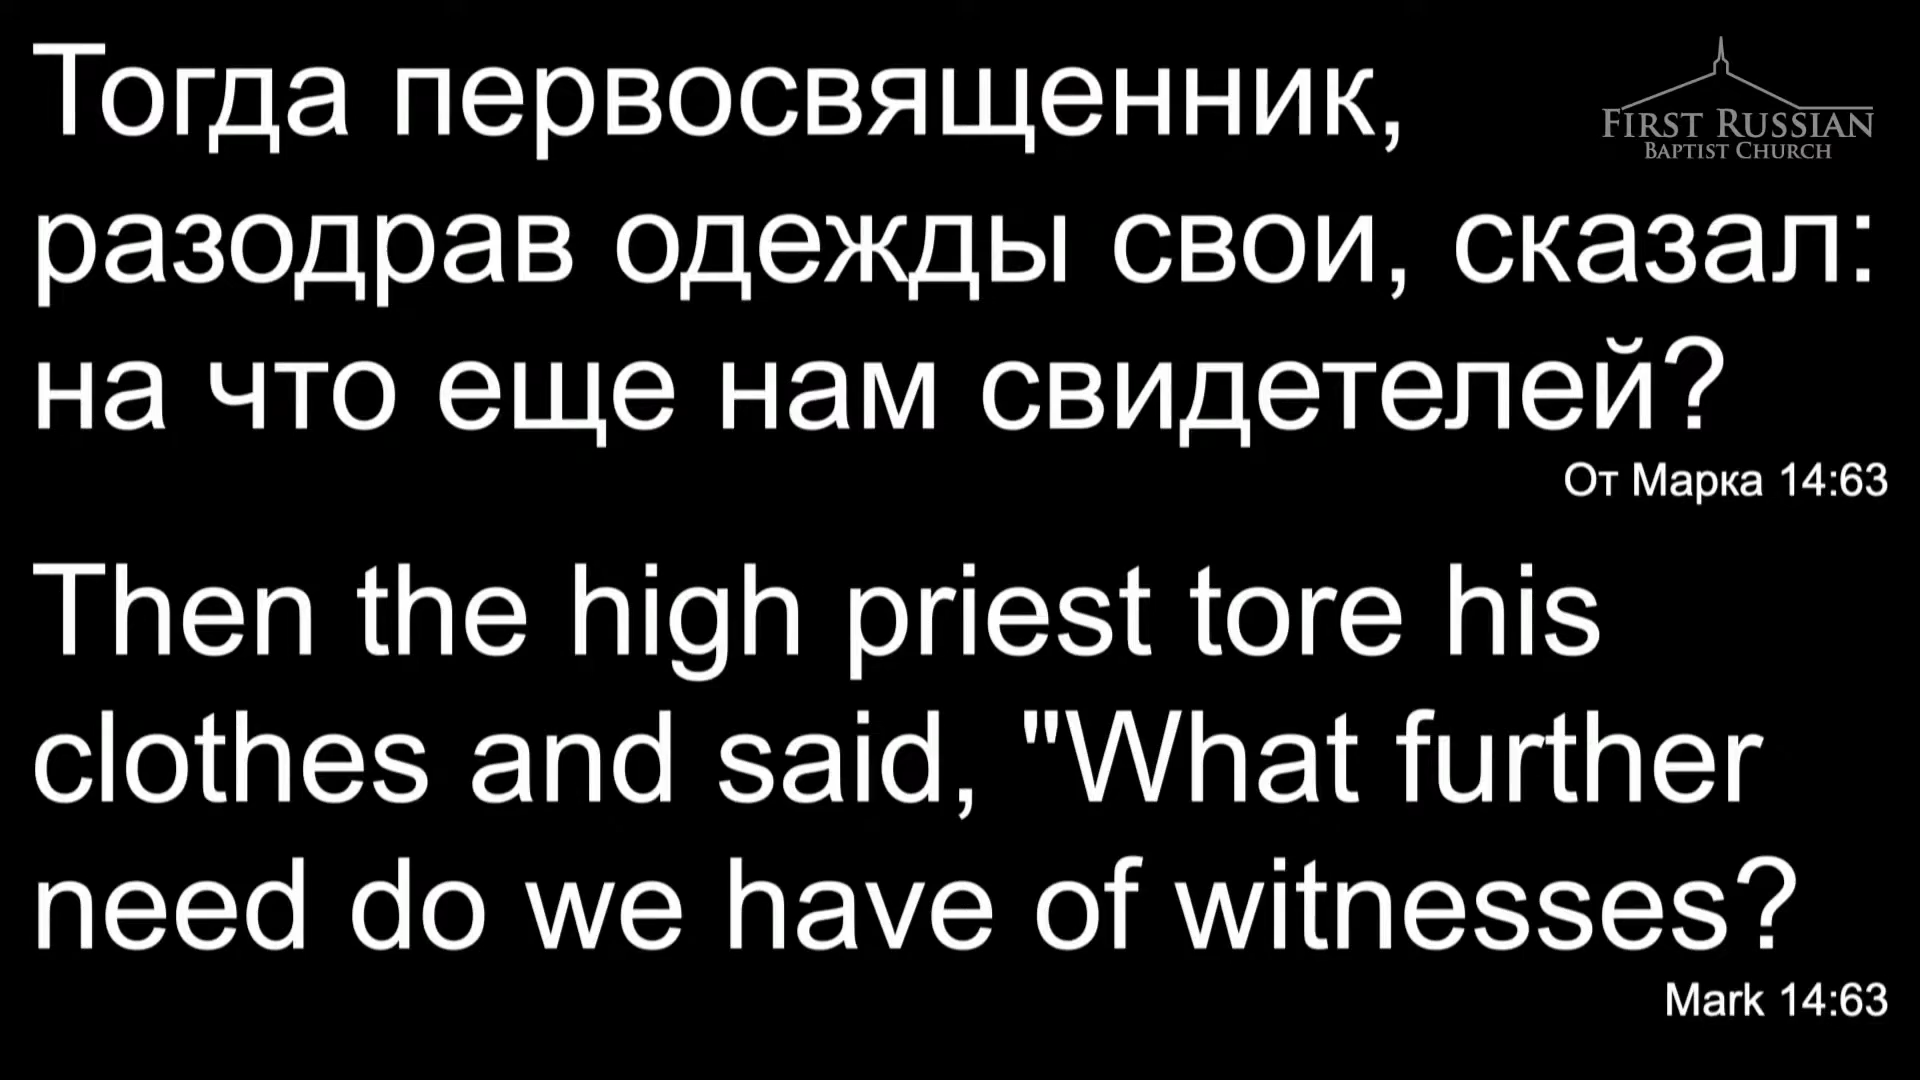 Тогда первосвященник,
FIRST RUSSIAN
BAPTIST CHURCH
разодрав одежды свои, сказал:
на что еще нам свидетелей?
От Марка 14:63
Then the high priest tore his
clothes and said, "What further
need do we have of witnesses?
Mark 14:63